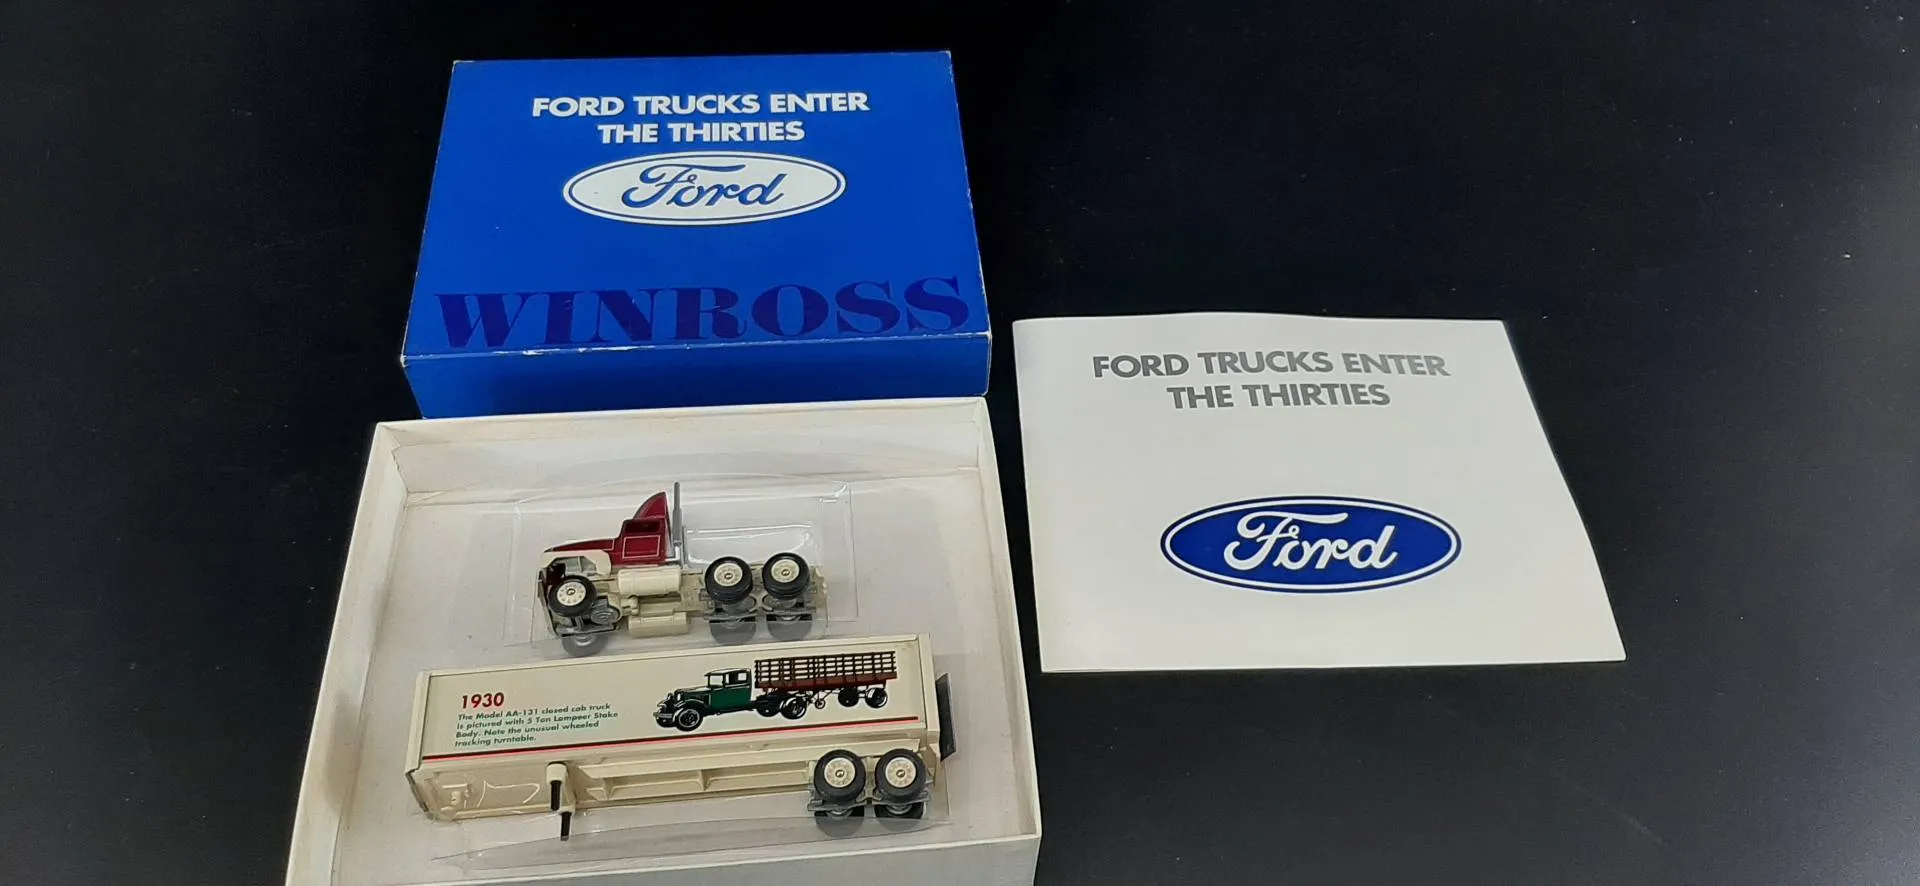 FORD TRUCKS ENTER
THE THIRTIES
Ford
WINROSS
FORD TRUCKS ENTER
THE THIRTIES
Ford
1930
The Model AA-131 closed cab truck
is pictured with 5 Ton Lampeer Stake
Body. Note the unusual wheeled
tracking turntable.